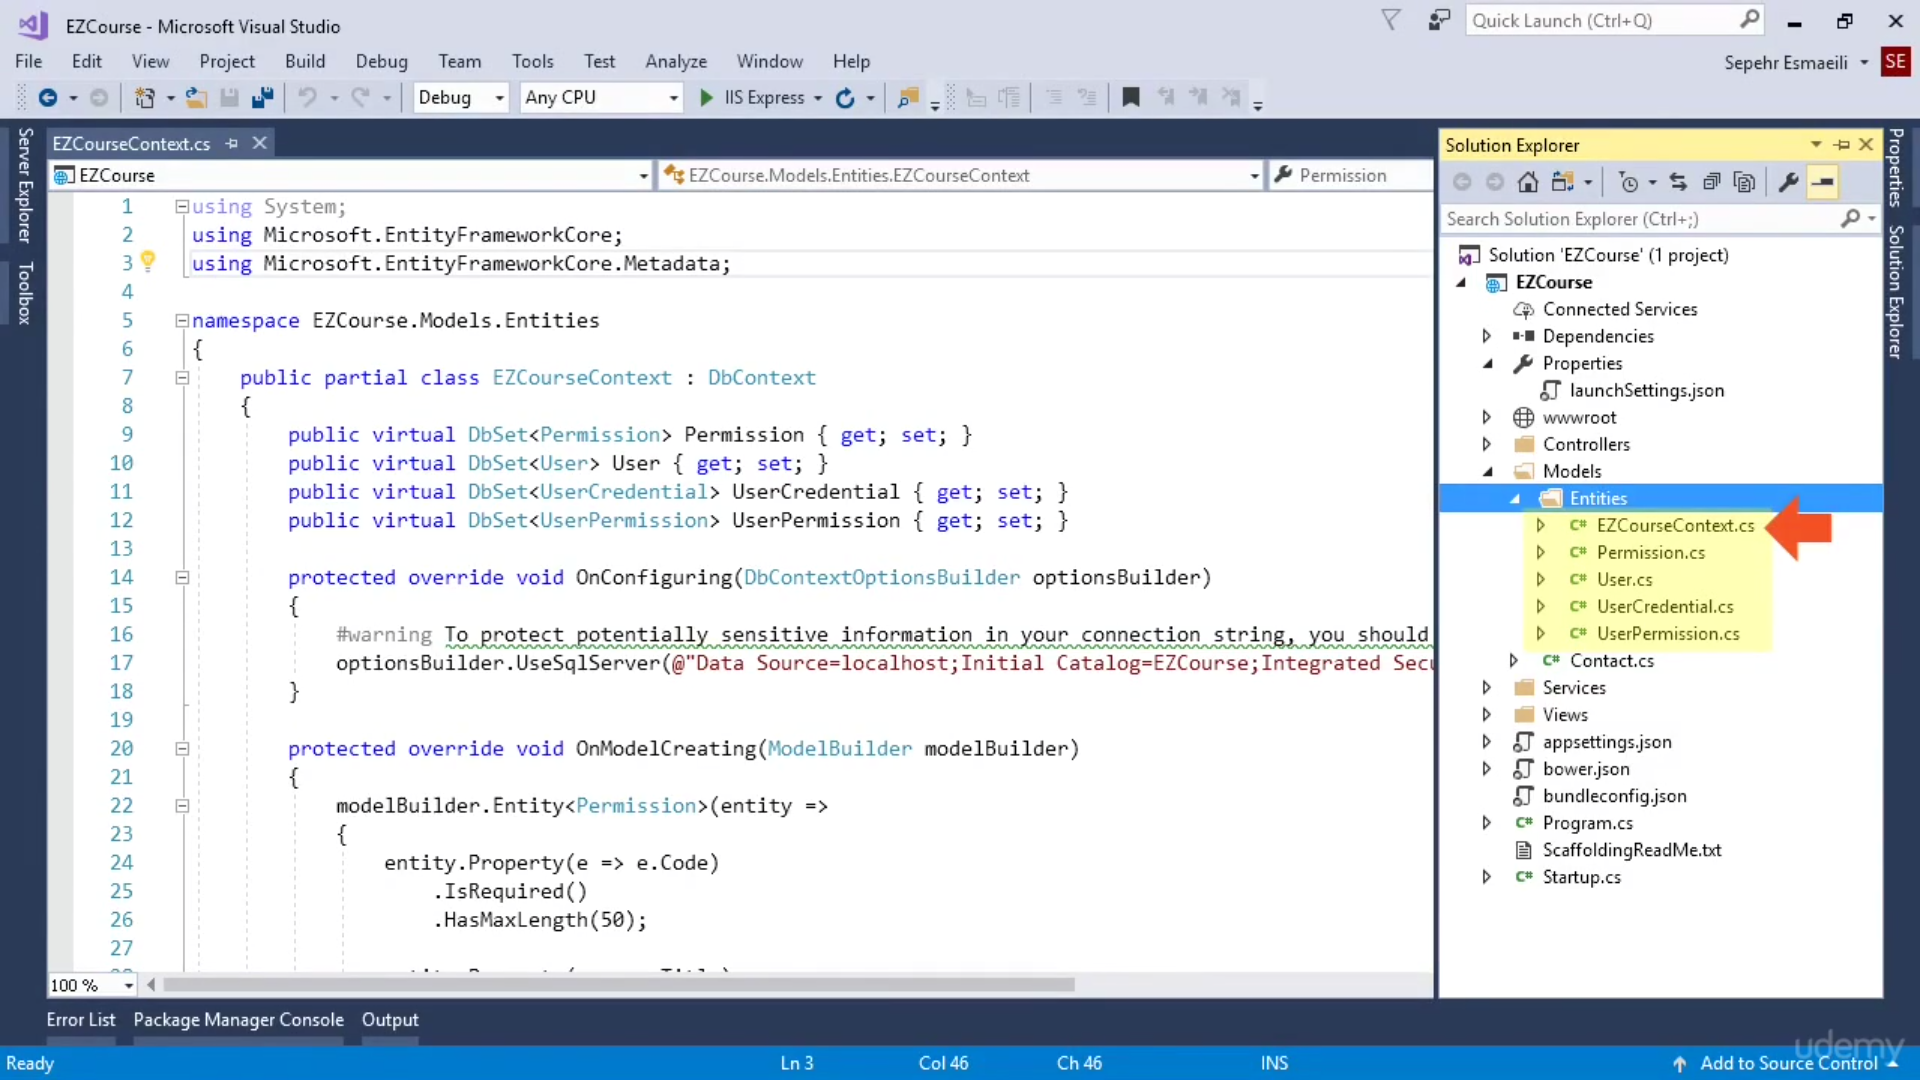 EZCourse - Microsoft Visual Studio
Quick Launch (Ctrl+Q)
File Edit View Project Build Debug Team Tools Test Analyze Window Help
Sepehr Esmaeili SE
Debug Any CPU IIS Express
Server Explorer
Toolbox
EZCourseContext.cs
EZCourse EZCourse.Models.Entities.EZCourseContext Permission
1 using System;
2 using Microsoft.EntityFrameworkCore;
3 using Microsoft.EntityFrameworkCore.Metadata;
4
5 namespace EZCourse.Models.Entities
6 {
7 public partial class EZCourseContext : DbContext
8 {
9 public virtual DbSet<Permission> Permission { get; set; }
10 public virtual DbSet<User> User { get; set; }
11 public virtual DbSet<UserCredential> UserCredential { get; set; }
12 public virtual DbSet<UserPermission> UserPermission { get; set; }
13
14 protected override void OnConfiguring(DbContextOptionsBuilder optionsBuilder)
15 {
16 #warning To protect potentially sensitive information in your connection string, you should
17 optionsBuilder.UseSqlServer(@"Data Source=localhost;Initial Catalog=EZCourse;Integrated Secu
18 }
19
20 protected override void OnModelCreating(ModelBuilder modelBuilder)
21 {
22 modelBuilder.Entity<Permission>(entity =>
23 {
24 entity.Property(e => e.Code)
25 .IsRequired()
26 .HasMaxLength(50);
27
100 %
Solution Explorer
Search Solution Explorer (Ctrl+;)
Solution 'EZCourse' (1 project)
EZCourse
Connected Services
Dependencies
Properties
launchSettings.json
wwwroot
Controllers
Models
Entities
C# EZCourseContext.cs
C# Permission.cs
C# User.cs
C# UserCredential.cs
C# UserPermission.cs
C# Contact.cs
Services
Views
appsettings.json
bower.json
bundleconfig.json
C# Program.cs
ScaffoldingReadMe.txt
C# Startup.cs
Properties
Solution Explorer
Error List Package Manager Console Output
Ready Ln 3 Col 46 Ch 46 INS Add to Source Control
udemy